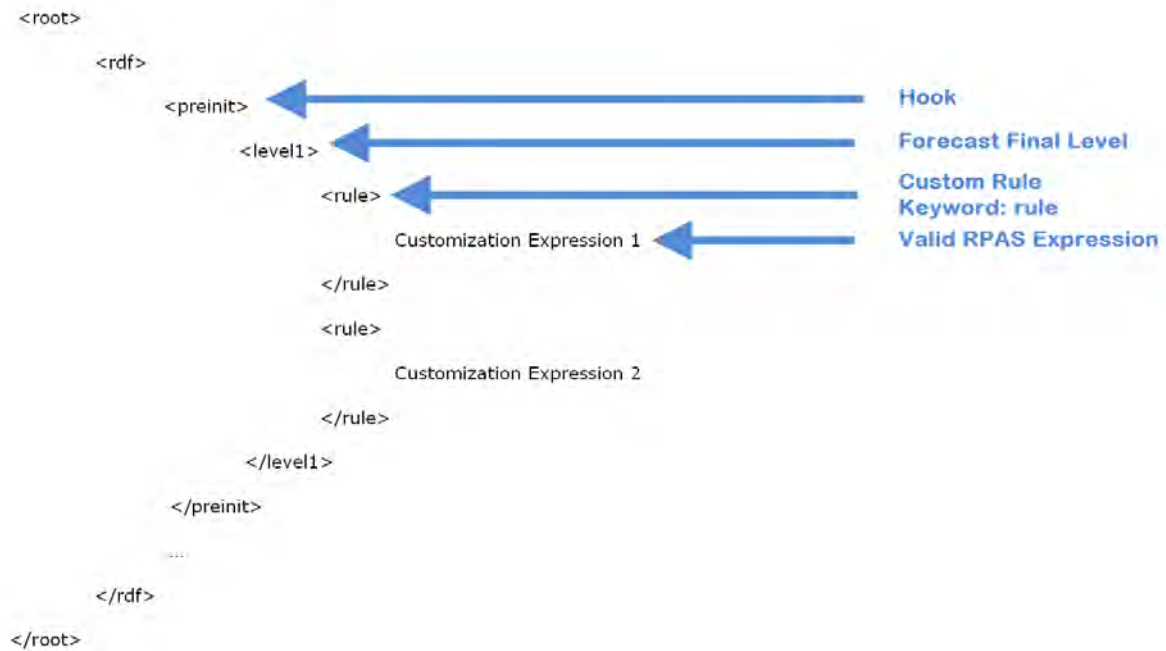 <root>
<rdf>
<preinit> Hook
<level1> Forecast Final Level
<rule> Custom Rule
Keyword: rule
Customization Expression 1 Valid RPAS Expression
</rule>
<rule>
Customization Expression 2
</rule>
</level1>
</preinit>
...
</rdf>
</root>